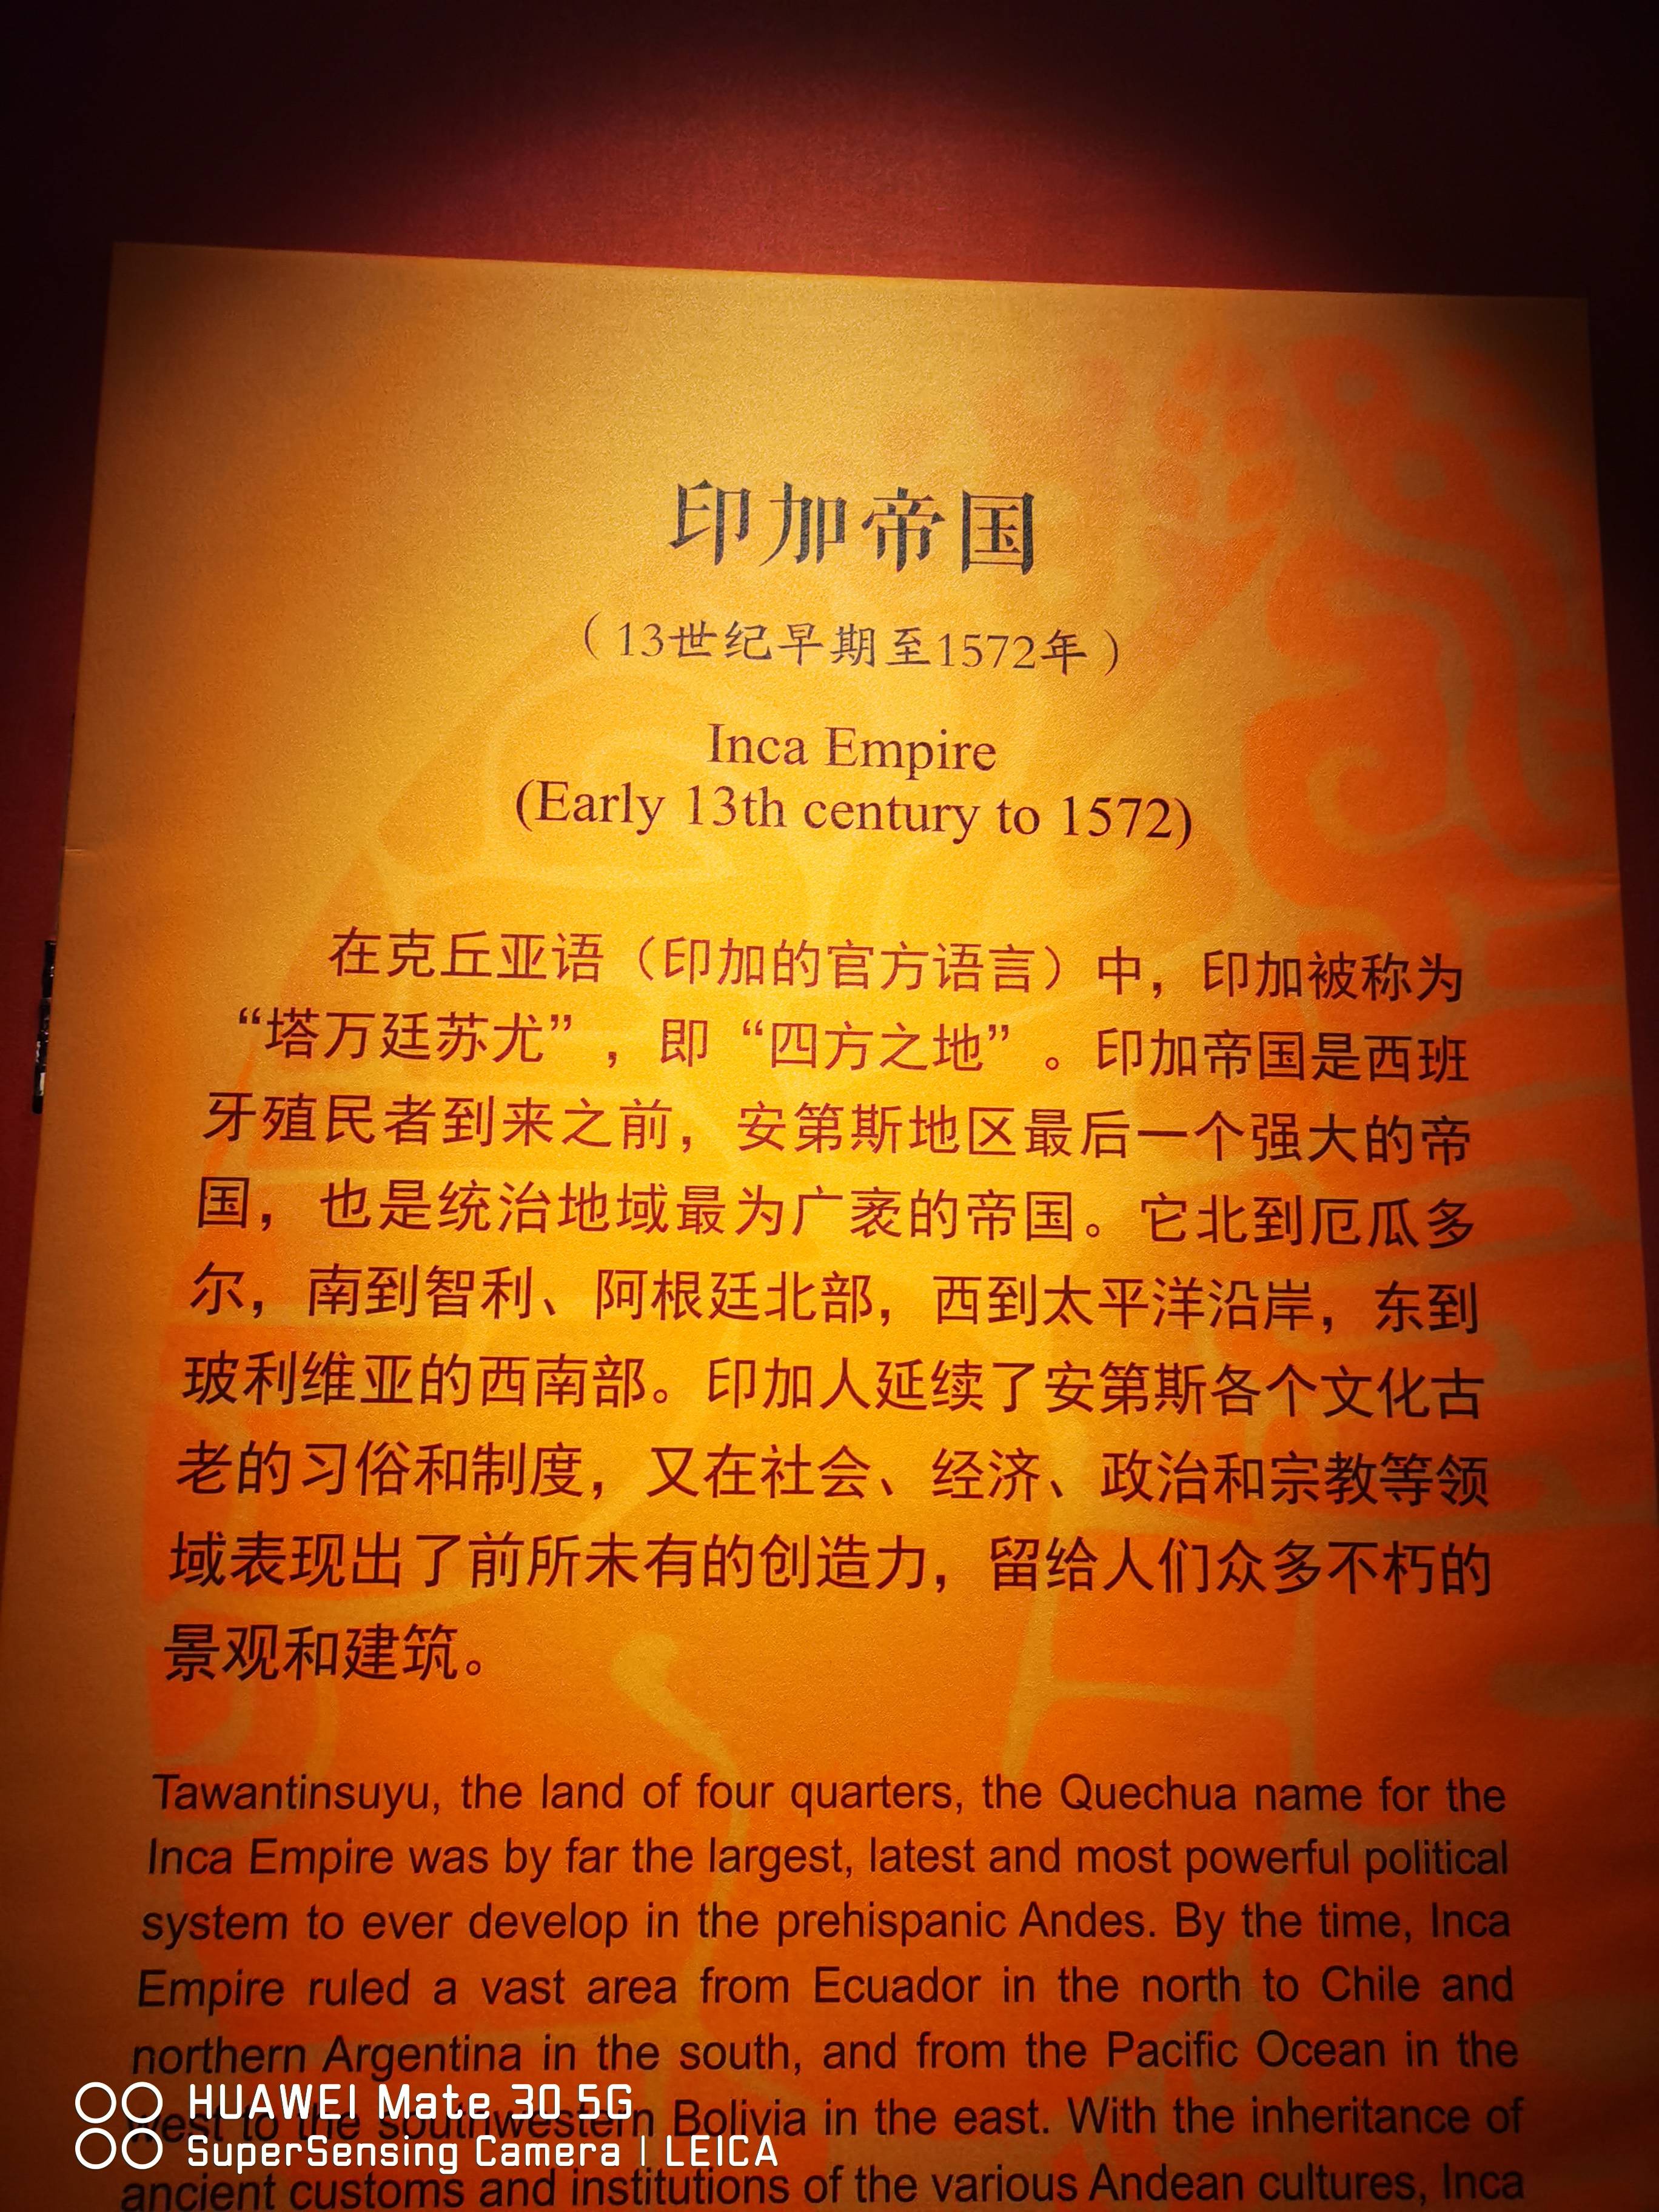 印加帝国
（13世纪早期至1572年）
Inca Empire
(Early 13th century to 1572)
在克丘亚语（印加的官方语言）中，印加被称为
“塔万廷苏尤”，即“四方之地”。印加帝国是西班
牙殖民者到来之前，安第斯地区最后一个强大的帝
国，也是统治地域最为广袤的帝国。它北到厄瓜多
尔，南到智利、阿根廷北部，西到太平洋沿岸，东到
玻利维亚的西南部。印加人延续了安第斯各个文化古
老的习俗和制度，又在社会、经济、政治和宗教等领
域表现出了前所未有的创造力，留给人们众多不朽的
景观和建筑。
Tawantinsuyu, the land of four quarters, the Quechua name for the
Inca Empire was by far the largest, latest and most powerful political
system to ever develop in the prehispanic Andes. By the time, Inca
Empire ruled a vast area from Ecuador in the north to Chile and
northern Argentina in the south, and from the Pacific Ocean in the
west to the southwestern Bolivia in the east. With the inheritance of
ancient customs and institutions of the various Andean cultures, Inca
HUAWEI Mate 30 5G
SuperSensing Camera | LEICA